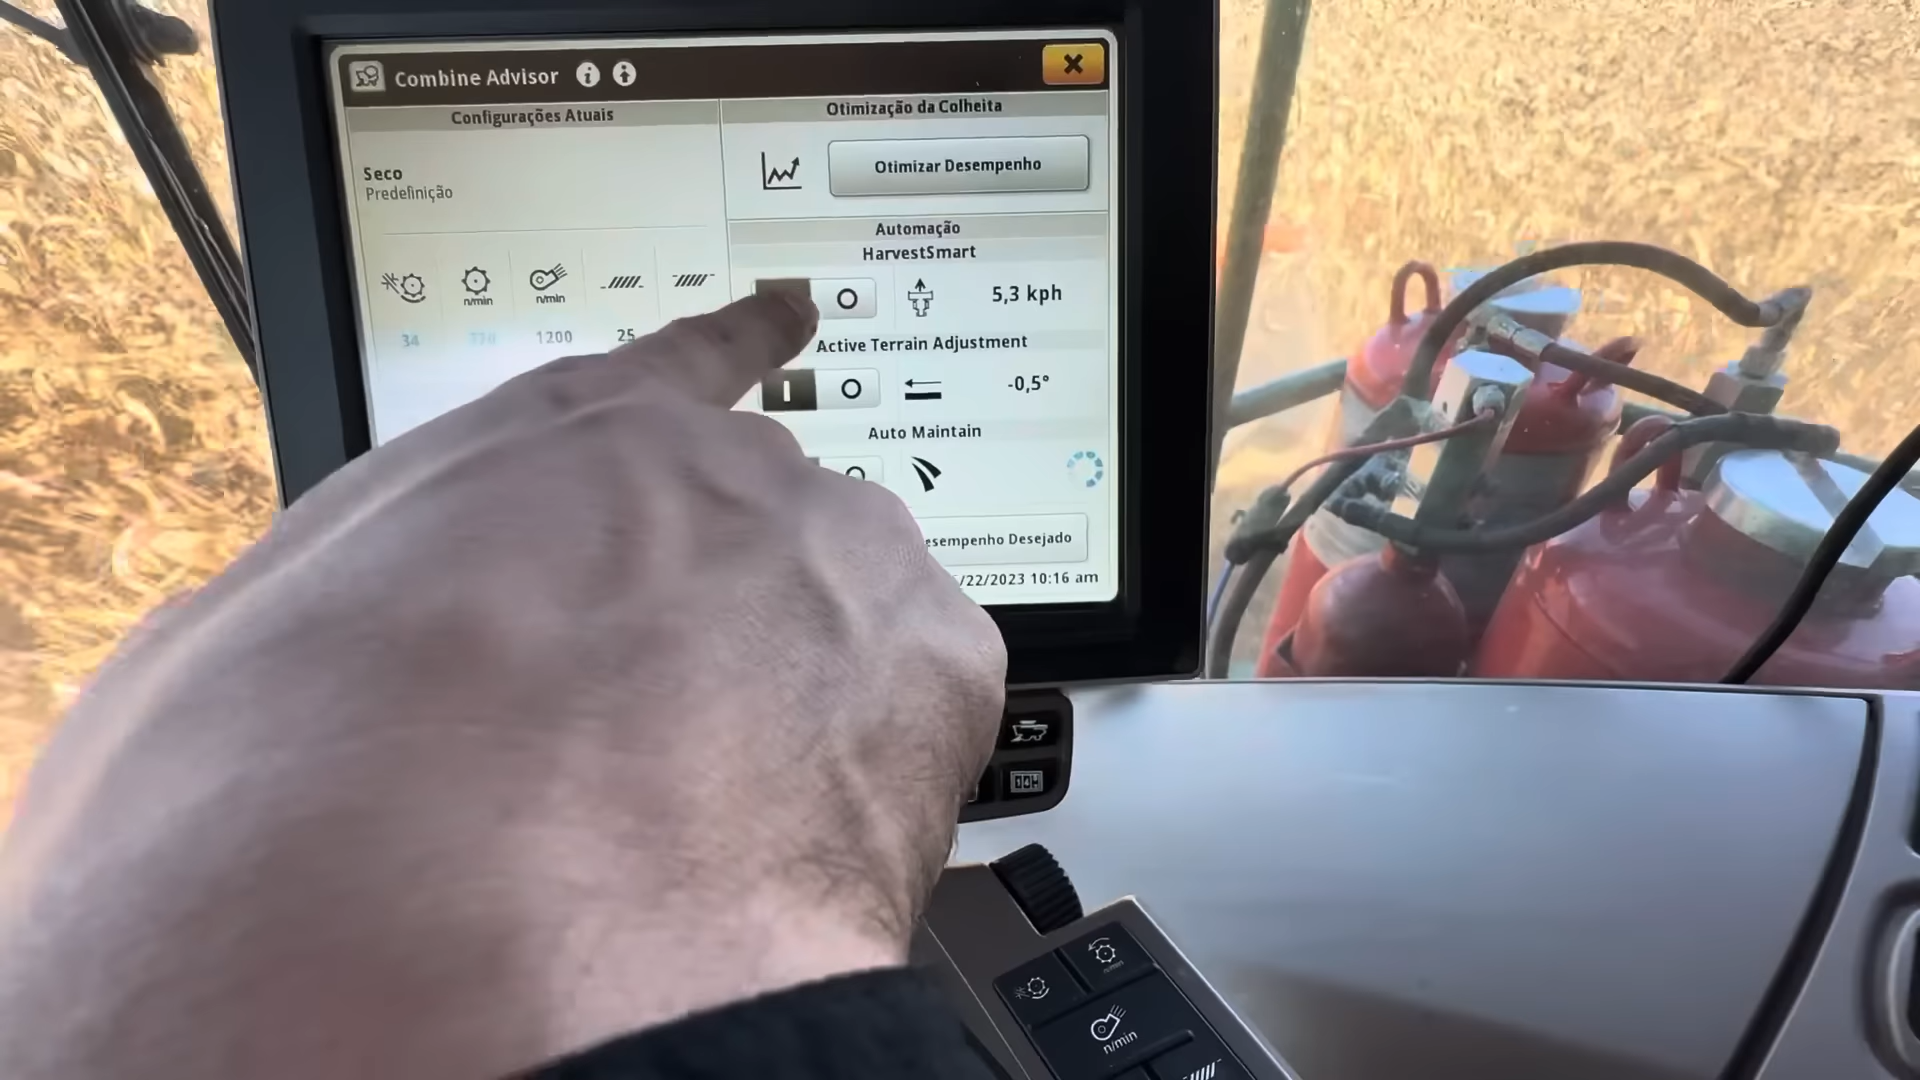 Combine Advisor
Configurações Atuais
Seco
Predefinição
n/min
n/min
34
1200
25
Otimização da Colheita
Otimizar Desempenho
Automação
HarvestSmart
5,3 kph
Active Terrain Adjustment
-0,5°
Auto Maintain
Desejado
/22/2023 10:16 am
n/min
n/min